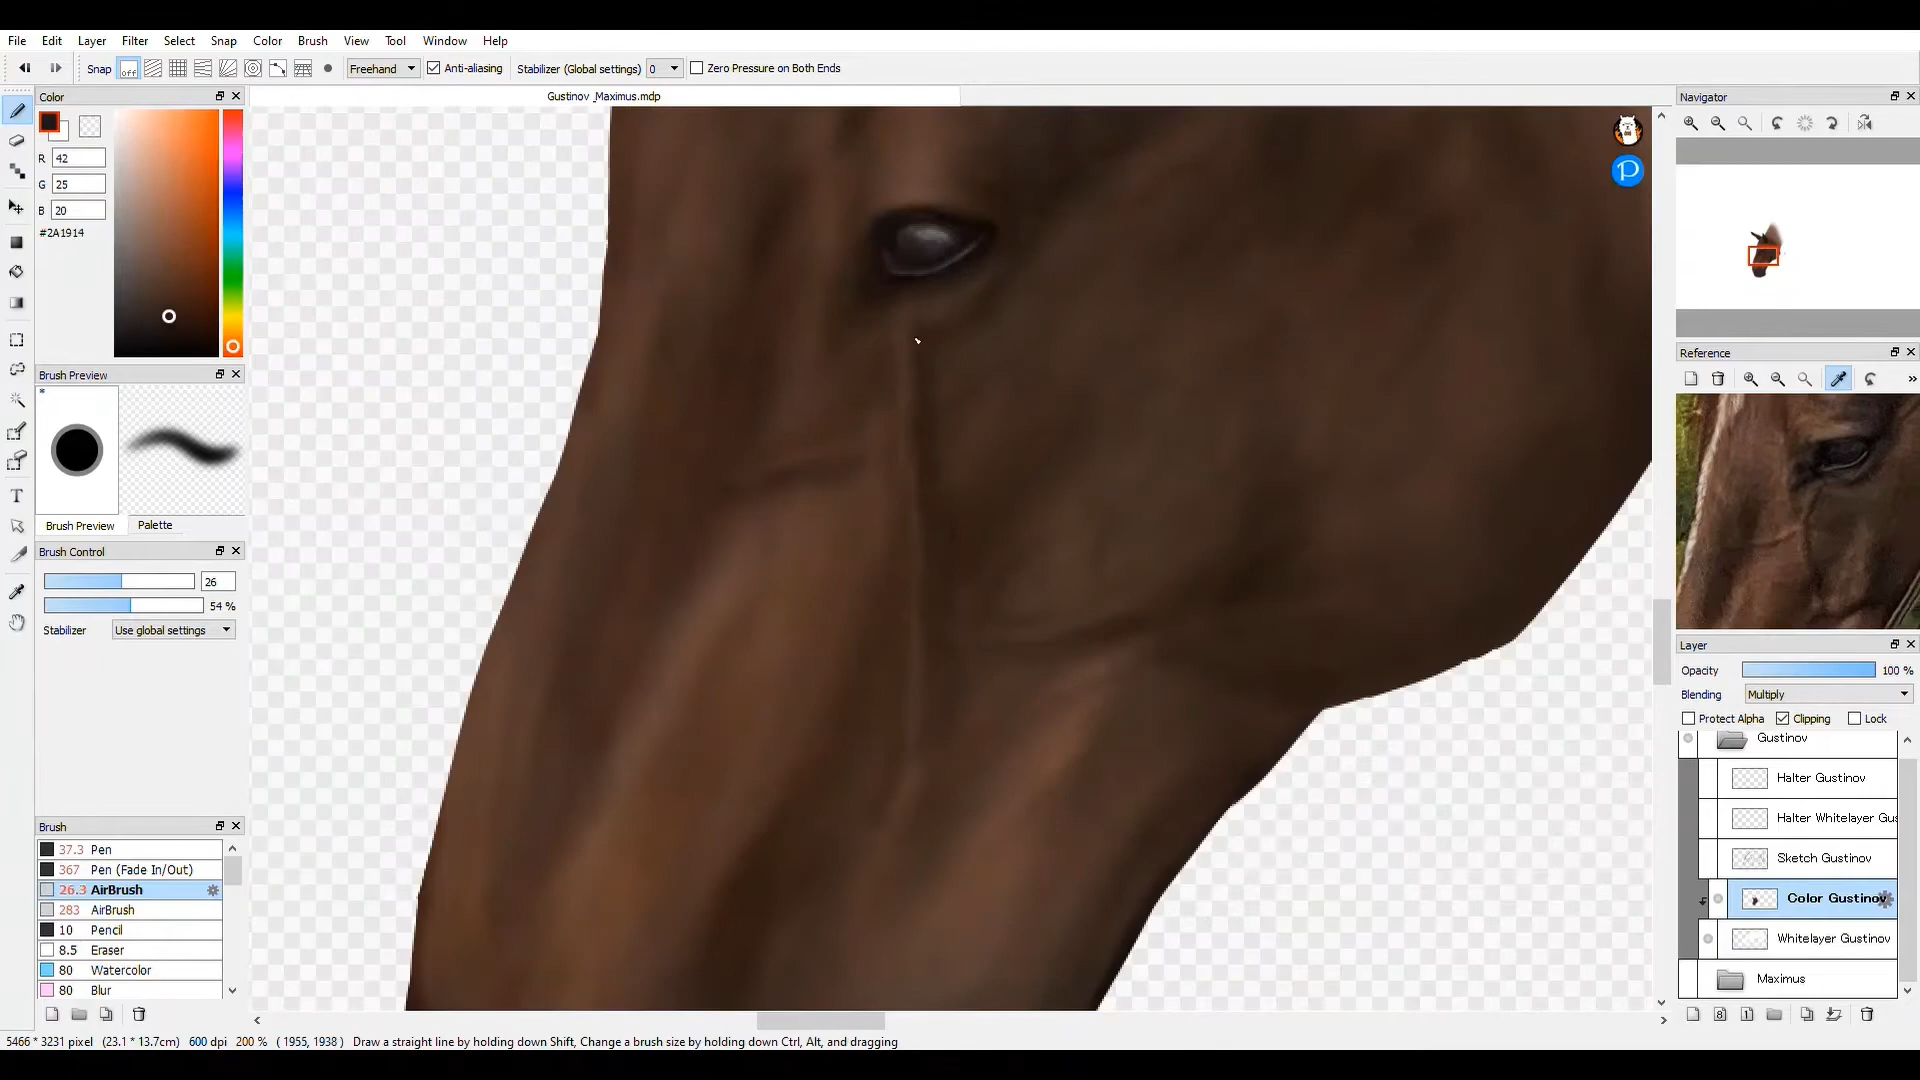 File Edit Layer Filter Select Snap Color Brush View Tool Window Help
Snap off Freehand Anti-aliasing Stabilizer (Global settings) 0 Zero Pressure on Both Ends
Color
Gustinov_Maximus.mdp
Navigator
R 42
G 25
B 20
#2A1914
P
Reference
Brush Preview
*
Brush Preview Palette
T
Brush Control
26
54 %
Stabilizer Use global settings
Layer
Opacity 100 %
Blending Multiply
Protect Alpha Clipping Lock
Gustinov
Halter Gustinov
Halter Whitelayer Gus
Sketch Gustinov
Color Gustinov
Whitelayer Gustinov
Maximus
Brush
37.3 Pen
367 Pen (Fade In/Out)
26.3 AirBrush
283 AirBrush
10 Pencil
8.5 Eraser
80 Watercolor
80 Blur
8 1
5466 * 3231 pixel (23.1 * 13.7cm) 600 dpi 200 % ( 1955, 1938 ) Draw a straight line by holding down Shift, Change a brush size by holding down Ctrl, Alt, and dragging